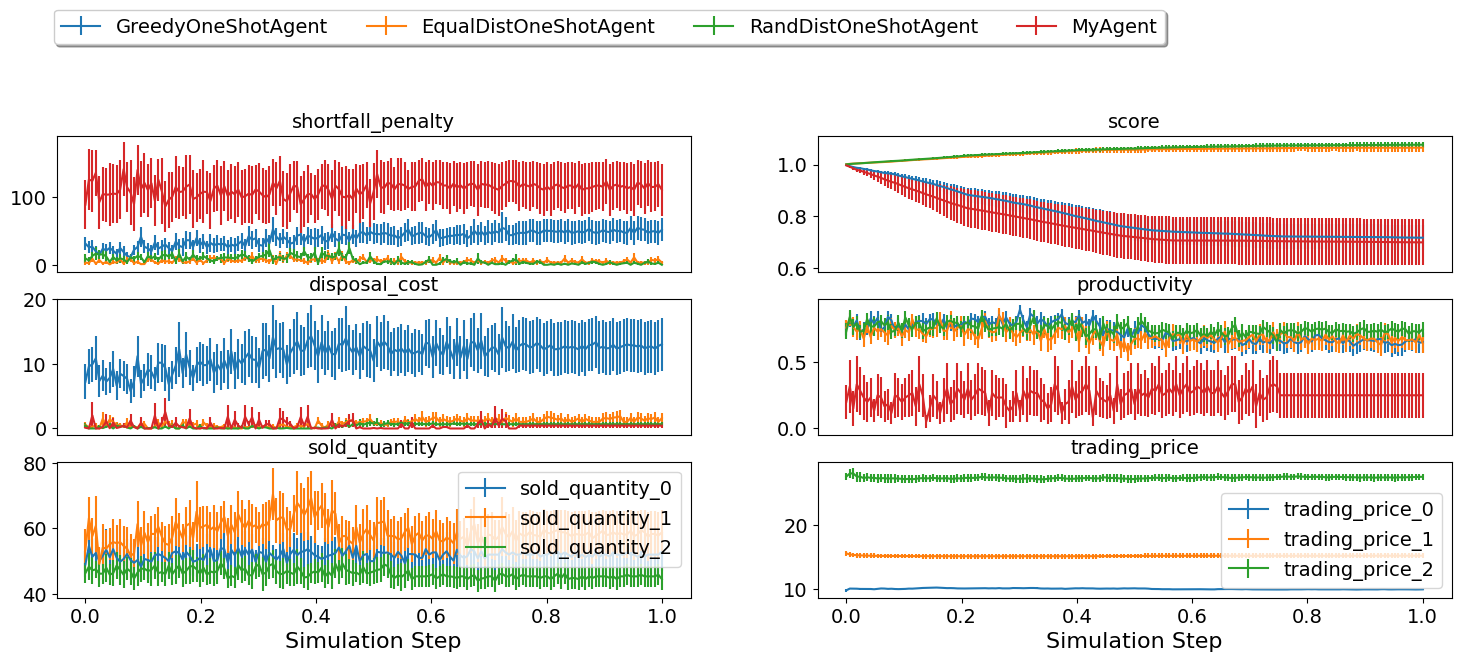 GreedyOneShotAgent EqualDistOneShotAgent RandDistOneShotAgent MyAgent
shortfall_penalty
100
0
score
1.0
0.8
0.6
disposal_cost
20
10
0
productivity
0.5
0.0
sold_quantity
80
60
40
sold_quantity_0
sold_quantity_1
sold_quantity_2
0.0 0.2 0.4 0.6 0.8 1.0
Simulation Step
trading_price
20
10
trading_price_0
trading_price_1
trading_price_2
0.0 0.2 0.4 0.6 0.8 1.0
Simulation Step